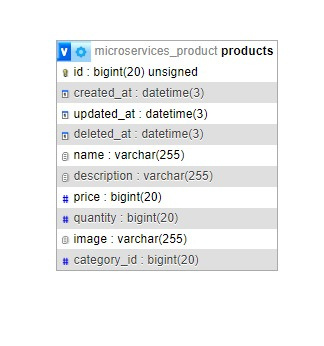 V microservices_product products
id : bigint(20) unsigned
created_at : datetime(3)
updated_at : datetime(3)
deleted_at : datetime(3)
name : varchar(255)
description : varchar(255)
# price : bigint(20)
# quantity : bigint(20)
image : varchar(255)
# category_id : bigint(20)